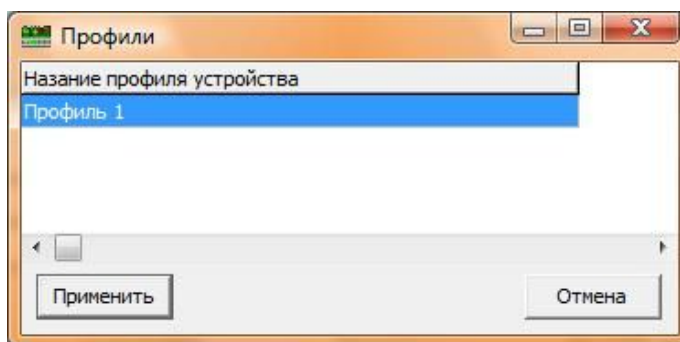 Профили
Назание профиля устройства
Профиль 1
Применить
Отмена